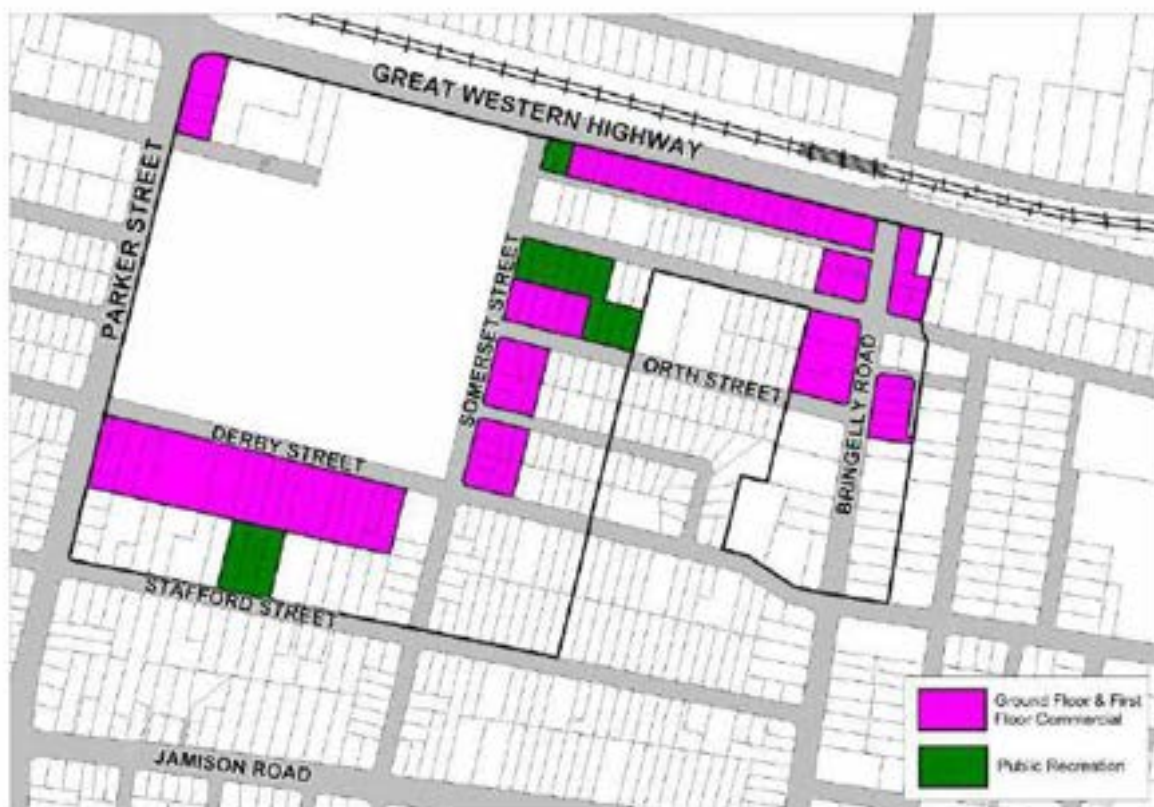 GREAT WESTERN HIGHWAY
PARKER STREET
SOMERSET STREET
ORTH STREET
BRINGELLY ROAD
DERBY STREET
STAFFORD STREET
JAMISON ROAD
Ground Floor & First
Floor Commercial
Public Recreation